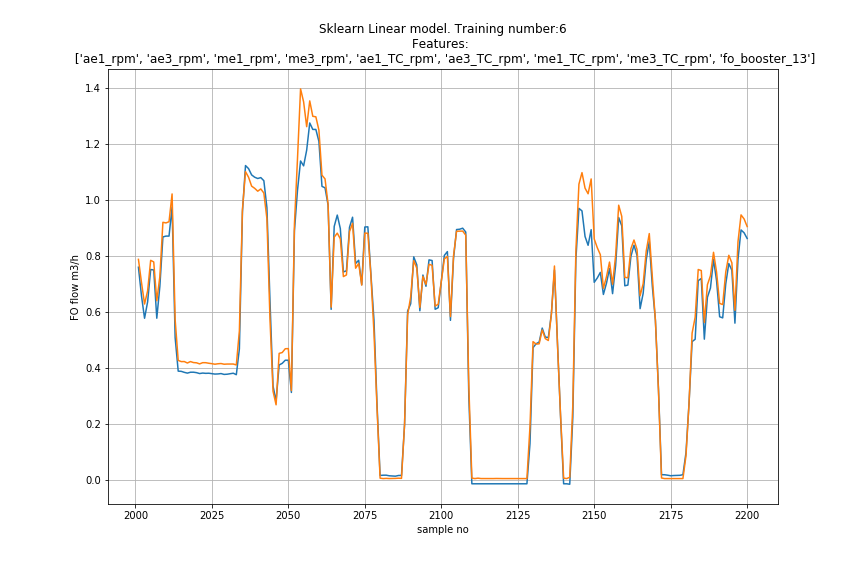 Sklearn Linear model. Training number:6
Features:
['ae1_rpm', 'ae3_rpm', 'me1_rpm', 'me3_rpm', 'ae1_TC_rpm', 'ae3_TC_rpm', 'me1_TC_rpm', 'me3_TC_rpm', 'fo_booster_13']
FO flow m3/h
1.4
1.2
1.0
0.8
0.6
0.4
0.2
0.0
2000 2025 2050 2075 2100 2125 2150 2175 2200
sample no